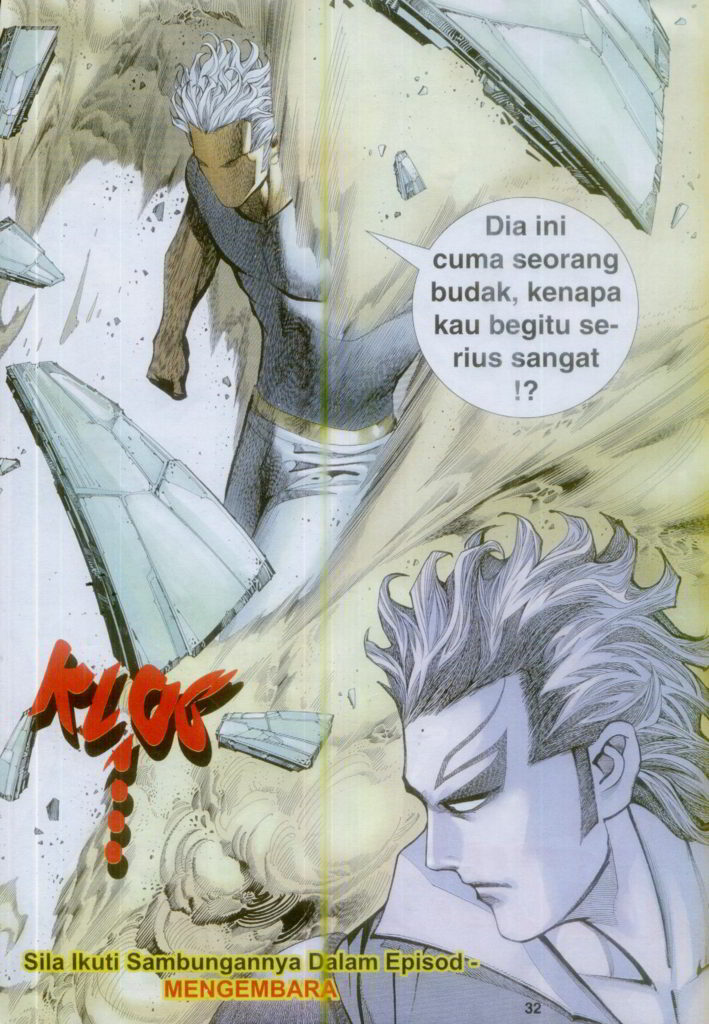 Dia ini
cuma seorang
budak, kenapa
kau begitu se-
rius sangat
!?
KLOG
!....
Sila Ikuti Sambungannya Dalam Episod -
MENGEMBARA
32